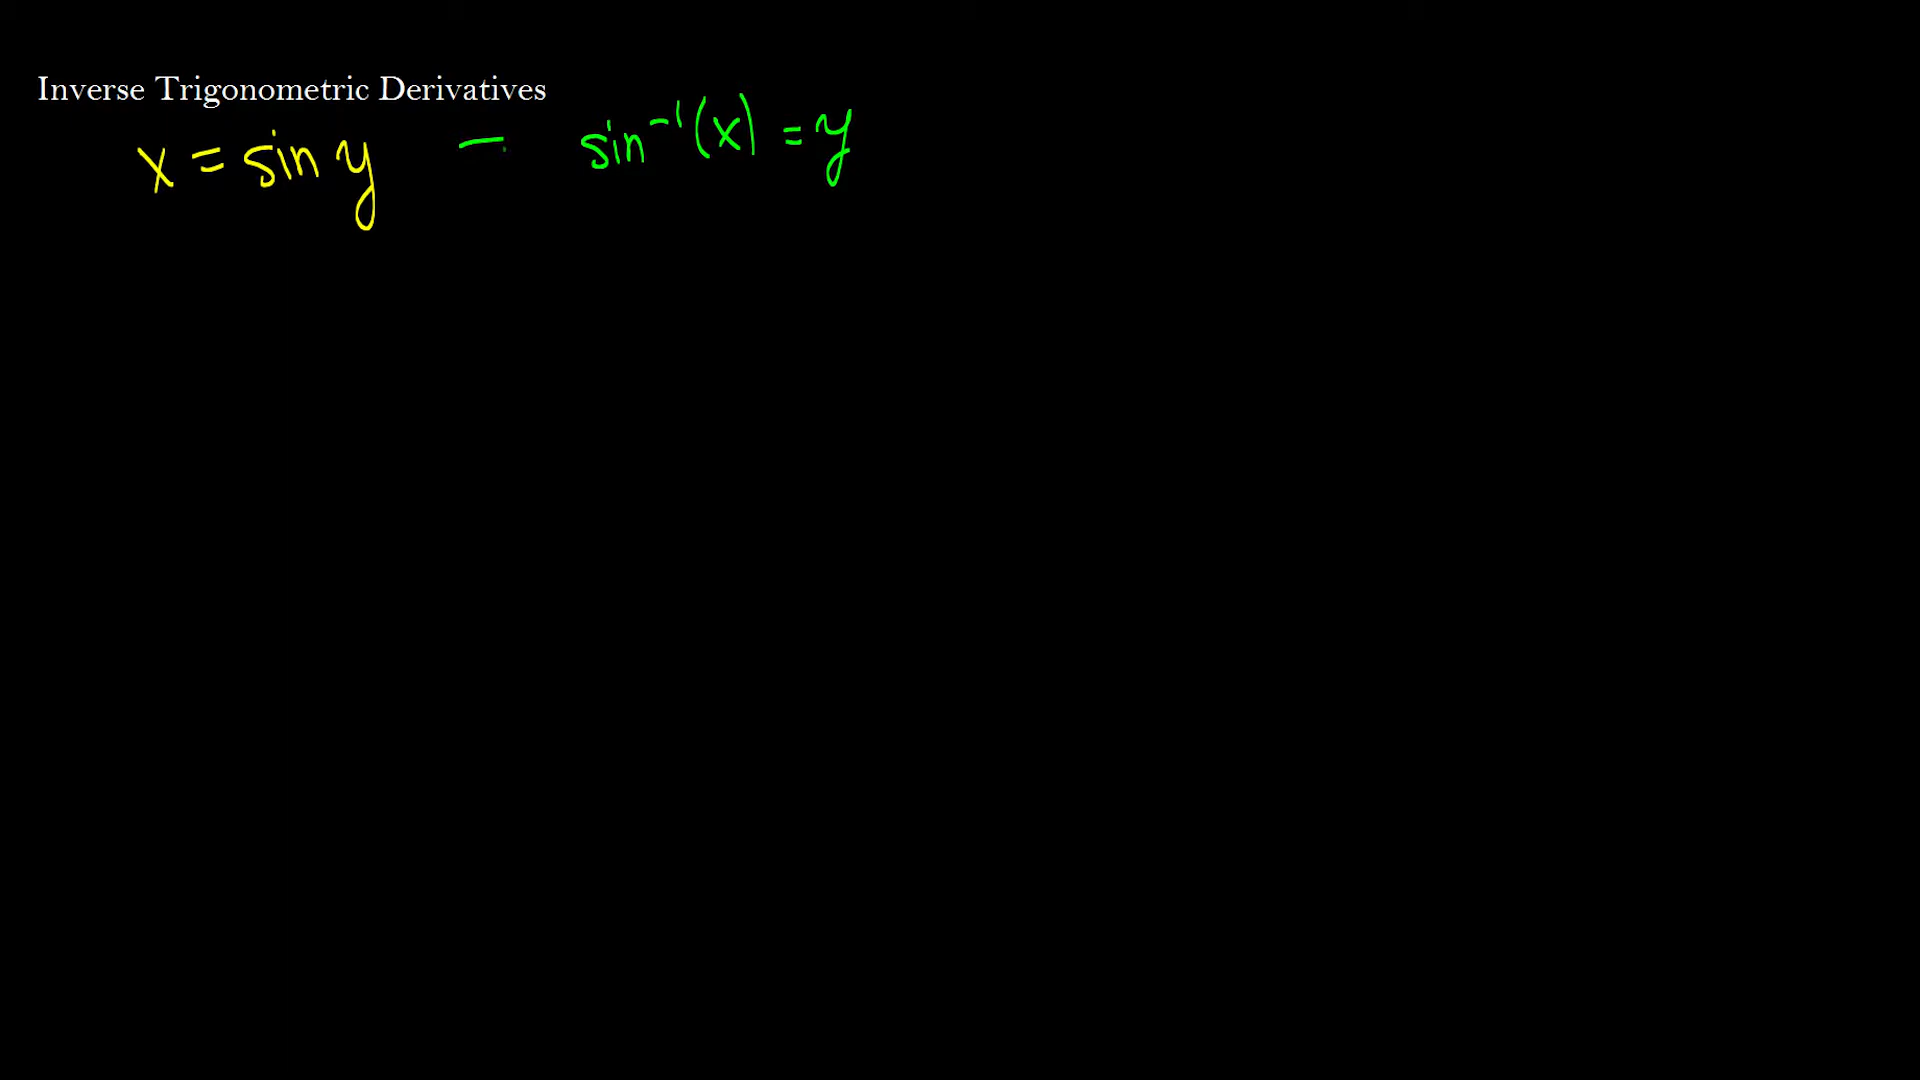 Inverse Trigonometric Derivatives
x = sin y — sin⁻¹(x) = y